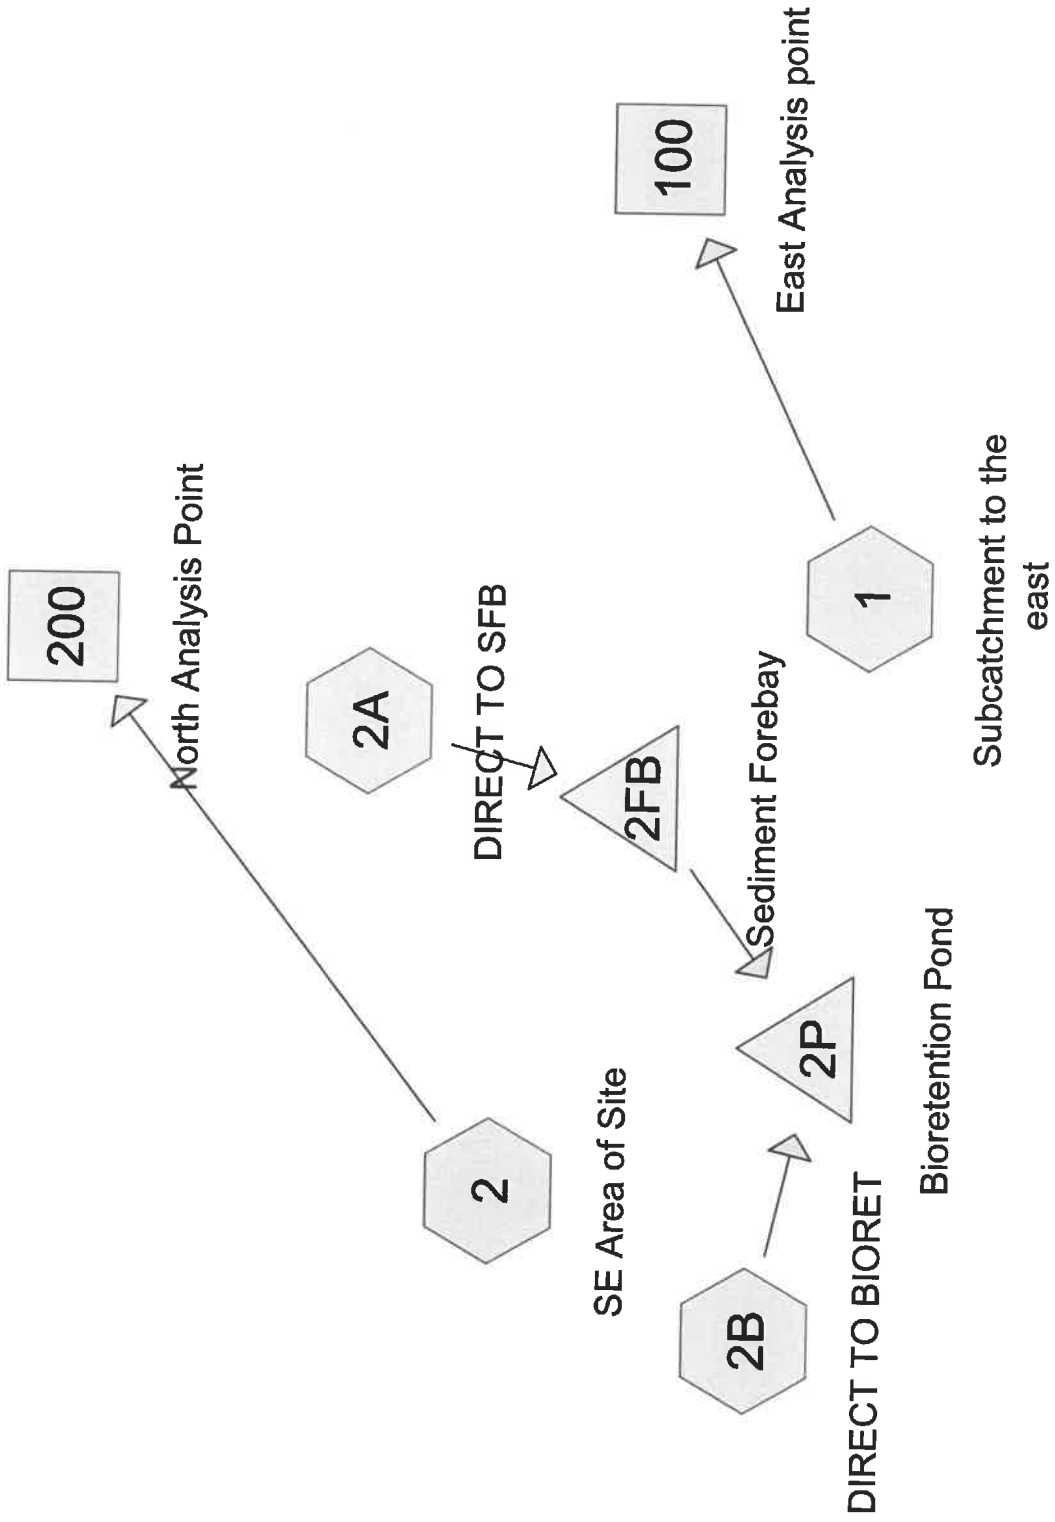 200
North Analysis Point
2A
DIRECT TO SFB
2
SE Area of Site
2FB
Sediment Forebay
100
East Analysis point
2B
DIRECT TO BIORET
2P
Bioretention Pond
1
Subcatchment to the
east